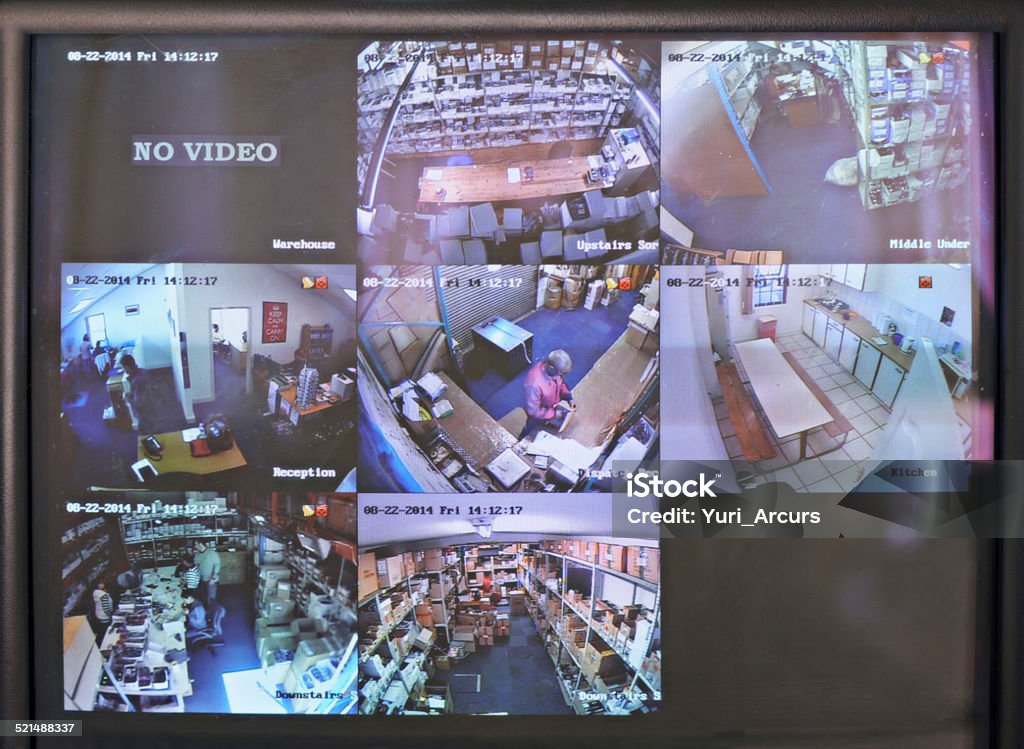 08-22-2014 Fri 14:12:17
08-22-2014 Fri 14:12:17
08-22-2014 Fri 14:12:17
NO VIDEO
Warehouse
Upstairs Sor
Middle Under
08-22-2014 Fri 14:12:17
08-22-2014 Fri 14:12:17
08-22-2014 Fri 14:12:17
KEEP
CALM
AND
CARRY
ON
Reception
Dispatch
Kitchen
iStock
Credit: Yuri_Arcurs
08-22-2014 Fri 14:12:17
08-22-2014 Fri 14:12:17
Downstairs S
Downstairs S
521488337